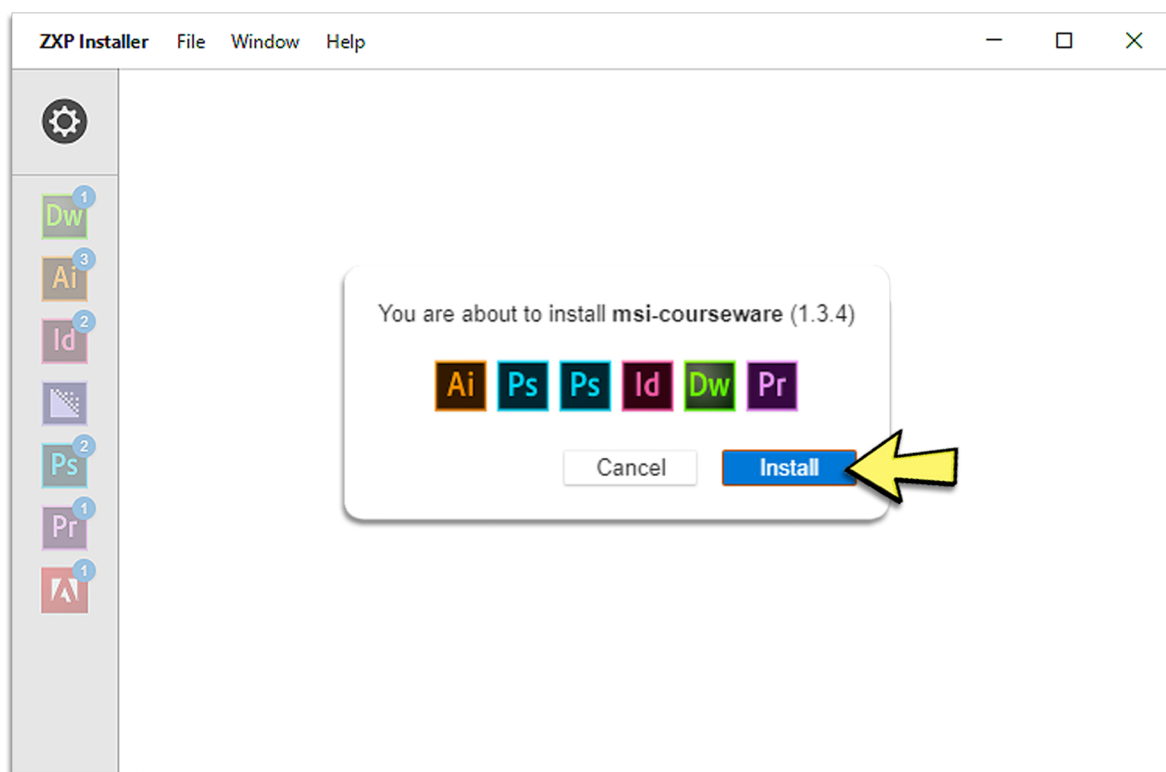 ZXP Installer File Window Help
Dw 1
Ai 3
Id 2
Ps 2
Pr 1
1
You are about to install msi-courseware (1.3.4)
Ai Ps Ps Id Dw Pr
Cancel Install